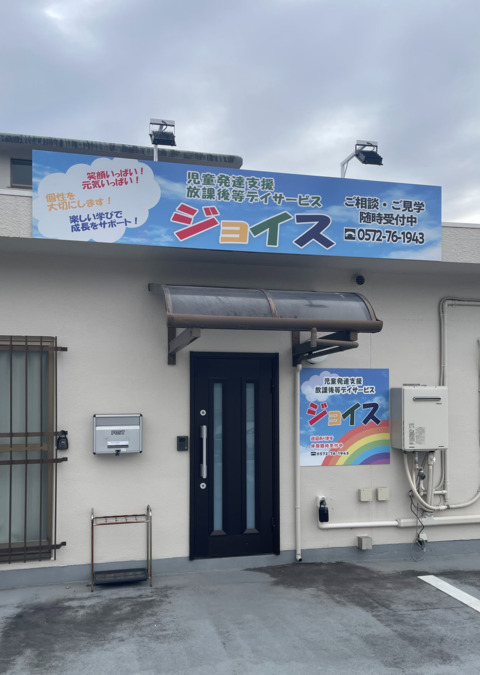 笑顔いっぱい！
元気いっぱい！
個性を
大切にします！
楽しい学びで
成長をサポート！
児童発達支援
放課後等デイサービス
ジョイス
ご相談・ご見学
随時受付中
☎0572-76-1943
児童発達支援
放課後等デイサービス
ジョイス
☎0572-76-1943